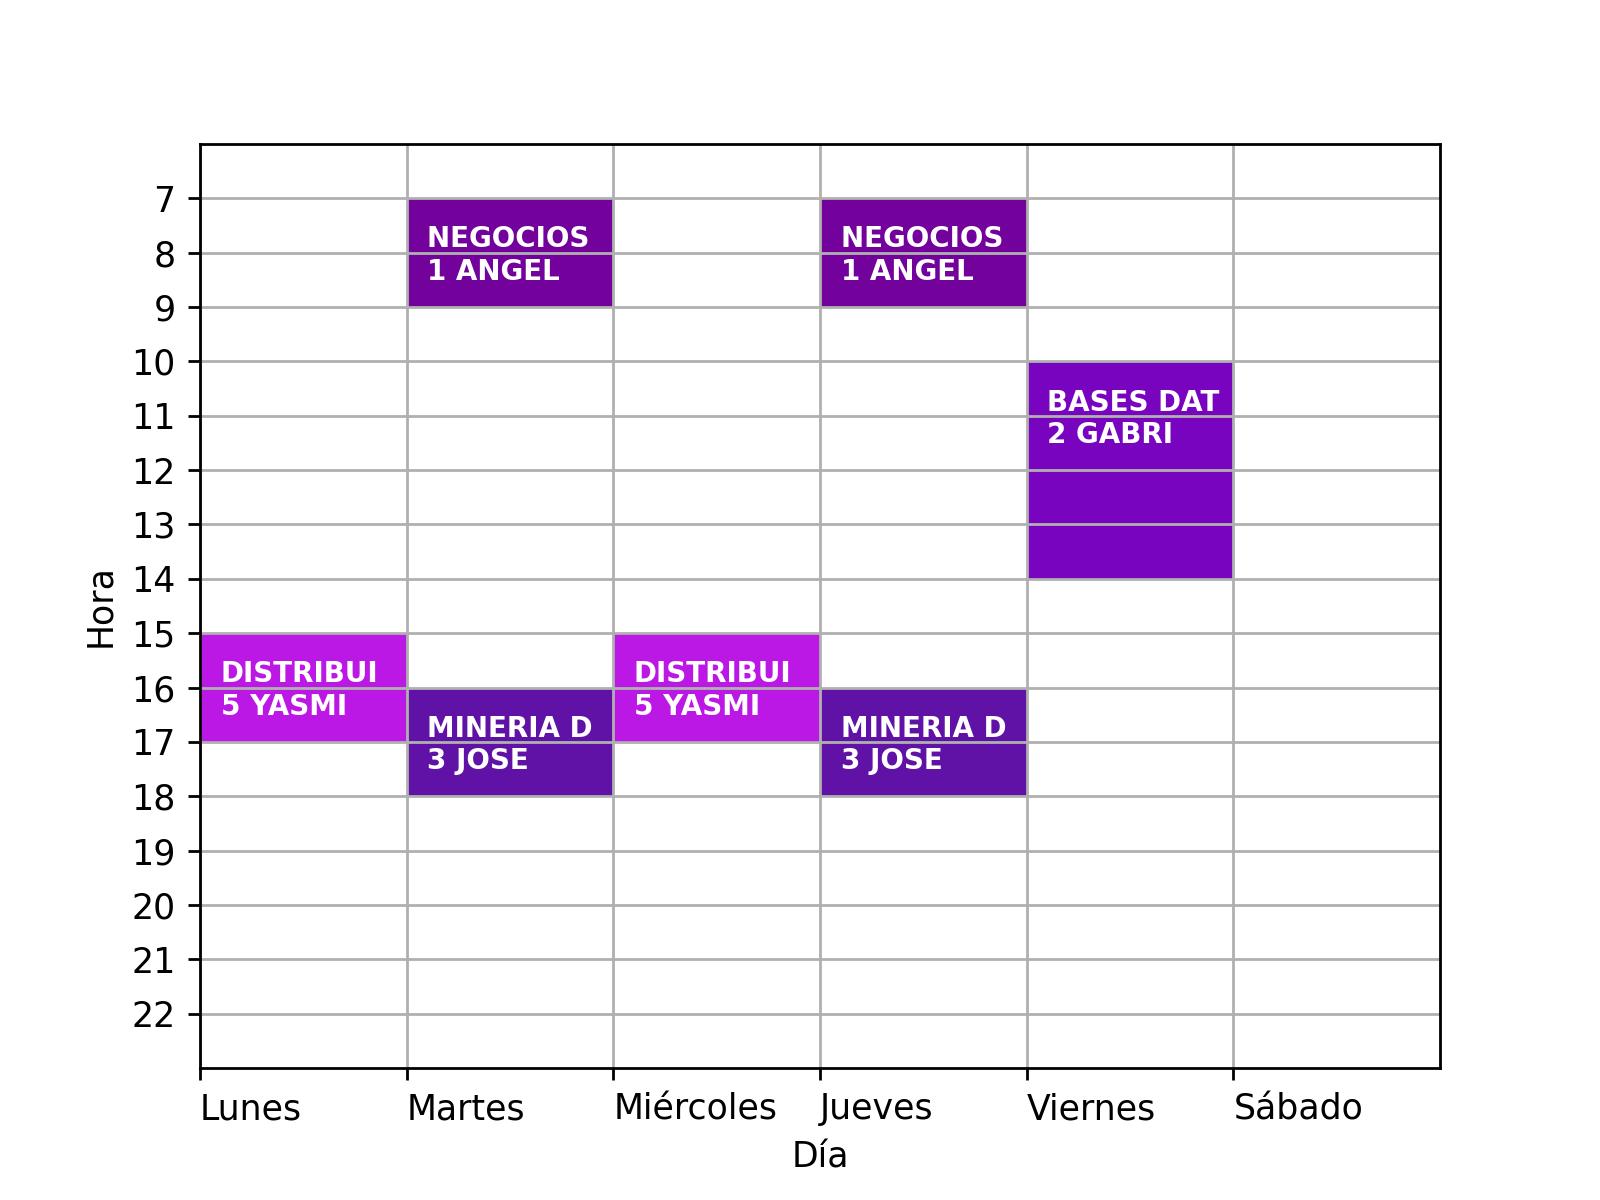 7
8
9
10
11
12
13
14
15
16
17
18
19
20
21
22
Hora
NEGOCIOS
1 ANGEL
NEGOCIOS
1 ANGEL
BASES DAT
2 GABRI
DISTRIBUI
5 YASMI
DISTRIBUI
5 YASMI
MINERIA D
3 JOSE
MINERIA D
3 JOSE
Lunes Martes Miércoles Jueves Viernes Sábado
Día